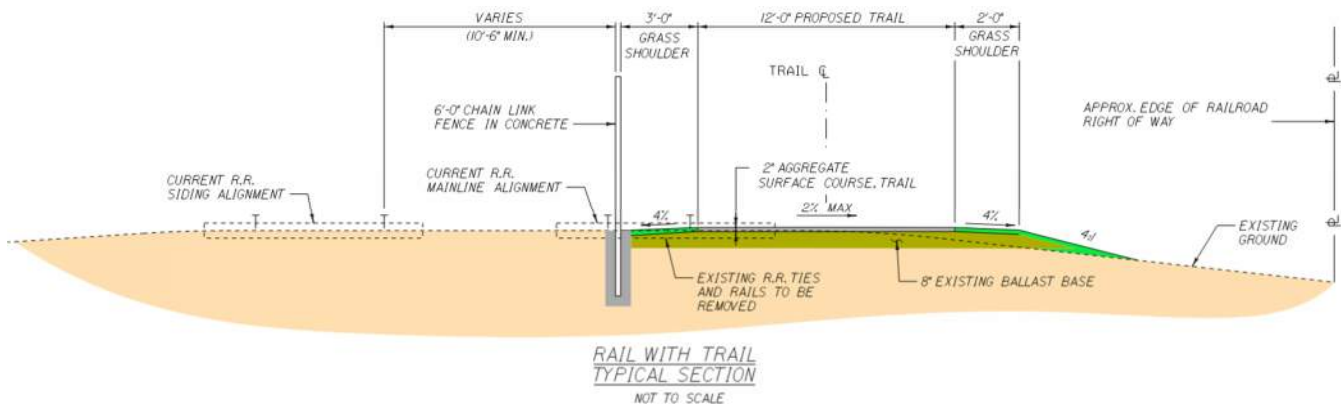 VARIES
(10'-6" MIN.)
3'-0"
GRASS
SHOULDER
12'-0" PROPOSED TRAIL
2'-0"
GRASS
SHOULDER
TRAIL ℄
6'-0" CHAIN LINK
FENCE IN CONCRETE
APPROX. EDGE OF RAILROAD
RIGHT OF WAY
℄
℄
CURRENT R.R.
SIDING ALIGNMENT
CURRENT R.R.
MAINLINE ALIGNMENT
2" AGGREGATE
SURFACE COURSE, TRAIL
4%
2% MAX
4%
4:1
EXISTING
GROUND
EXISTING R.R. TIES
AND RAILS TO BE
REMOVED
8" EXISTING BALLAST BASE
RAIL WITH TRAIL
TYPICAL SECTION
NOT TO SCALE